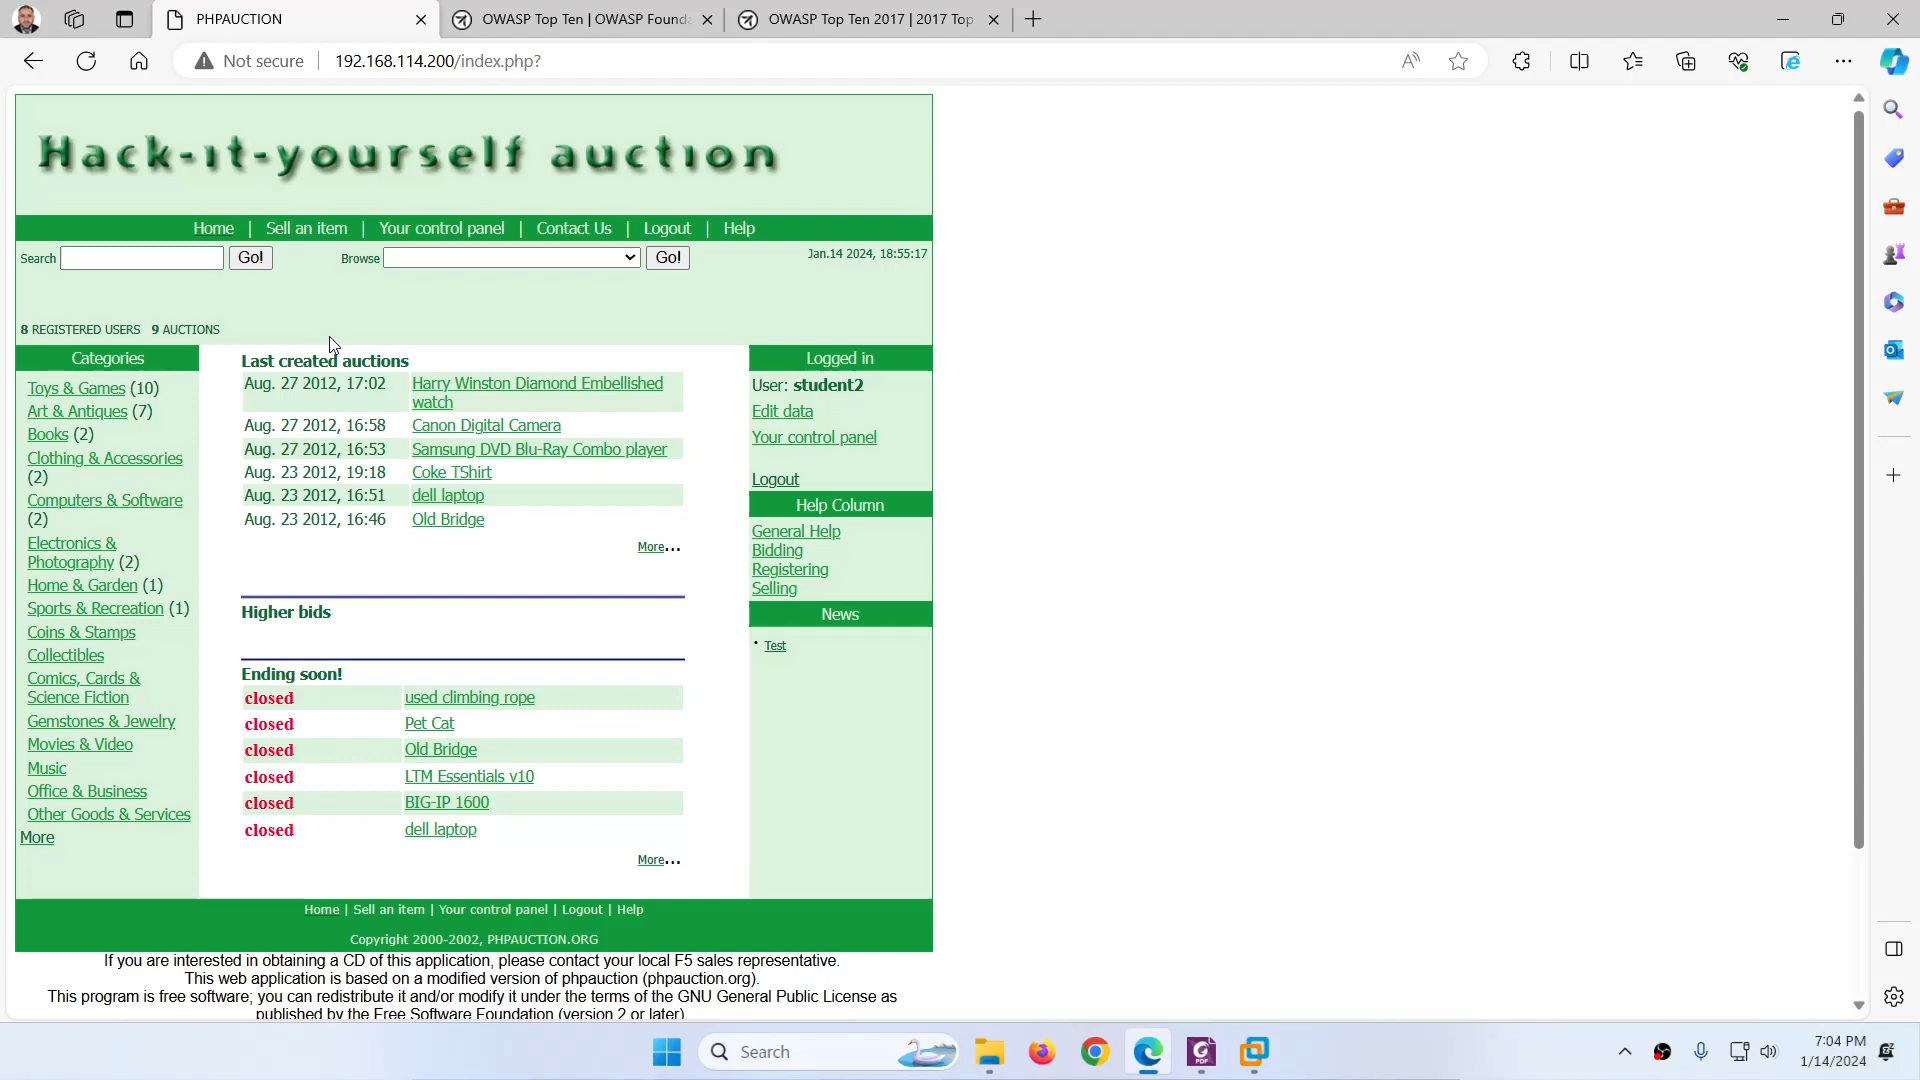 PHPAUCTION
OWASP Top Ten | OWASP Founda
OWASP Top Ten 2017 | 2017 Top
Not secure
192.168.114.200/index.php?
Hack-it-yourself auction
Home | Sell an item | Your control panel | Contact Us | Logout | Help
Search Go! Browse Go! Jan.14 2024, 18:55:17
8 REGISTERED USERS 9 AUCTIONS
Categories
Toys & Games (10)
Art & Antiques (7)
Books (2)
Clothing & Accessories
(2)
Computers & Software
(2)
Electronics &
Photography (2)
Home & Garden (1)
Sports & Recreation (1)
Coins & Stamps
Collectibles
Comics, Cards &
Science Fiction
Gemstones & Jewelry
Movies & Video
Music
Office & Business
Other Goods & Services
More
Last created auctions
Aug. 27 2012, 17:02 Harry Winston Diamond Embellished
watch
Aug. 27 2012, 16:58 Canon Digital Camera
Aug. 27 2012, 16:53 Samsung DVD Blu-Ray Combo player
Aug. 23 2012, 19:18 Coke TShirt
Aug. 23 2012, 16:51 dell laptop
Aug. 23 2012, 16:46 Old Bridge
More...
Higher bids
Ending soon!
closed used climbing rope
closed Pet Cat
closed Old Bridge
closed LTM Essentials v10
closed BIG-IP 1600
closed dell laptop
More...
Logged in
User: student2
Edit data
Your control panel
Logout
Help Column
General Help
Bidding
Registering
Selling
News
· Test
Home | Sell an item | Your control panel | Logout | Help
Copyright 2000-2002, PHPAUCTION.ORG
If you are interested in obtaining a CD of this application, please contact your local F5 sales representative.
This web application is based on a modified version of phpauction (phpauction.org).
This program is free software; you can redistribute it and/or modify it under the terms of the GNU General Public License as
published by the Free Software Foundation (version 2 or later)
Search
7:04 PM
1/14/2024